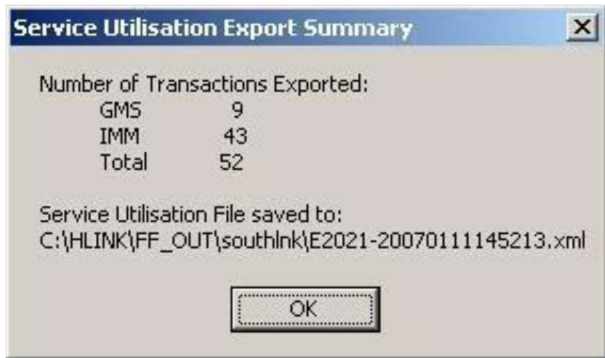 Service Utilisation Export Summary
Number of Transactions Exported:
GMS 9
IMM 43
Total 52
Service Utilisation File saved to:
C:\HLINK\FF_OUT\southlnk\E2021-20070111145213.xml
OK